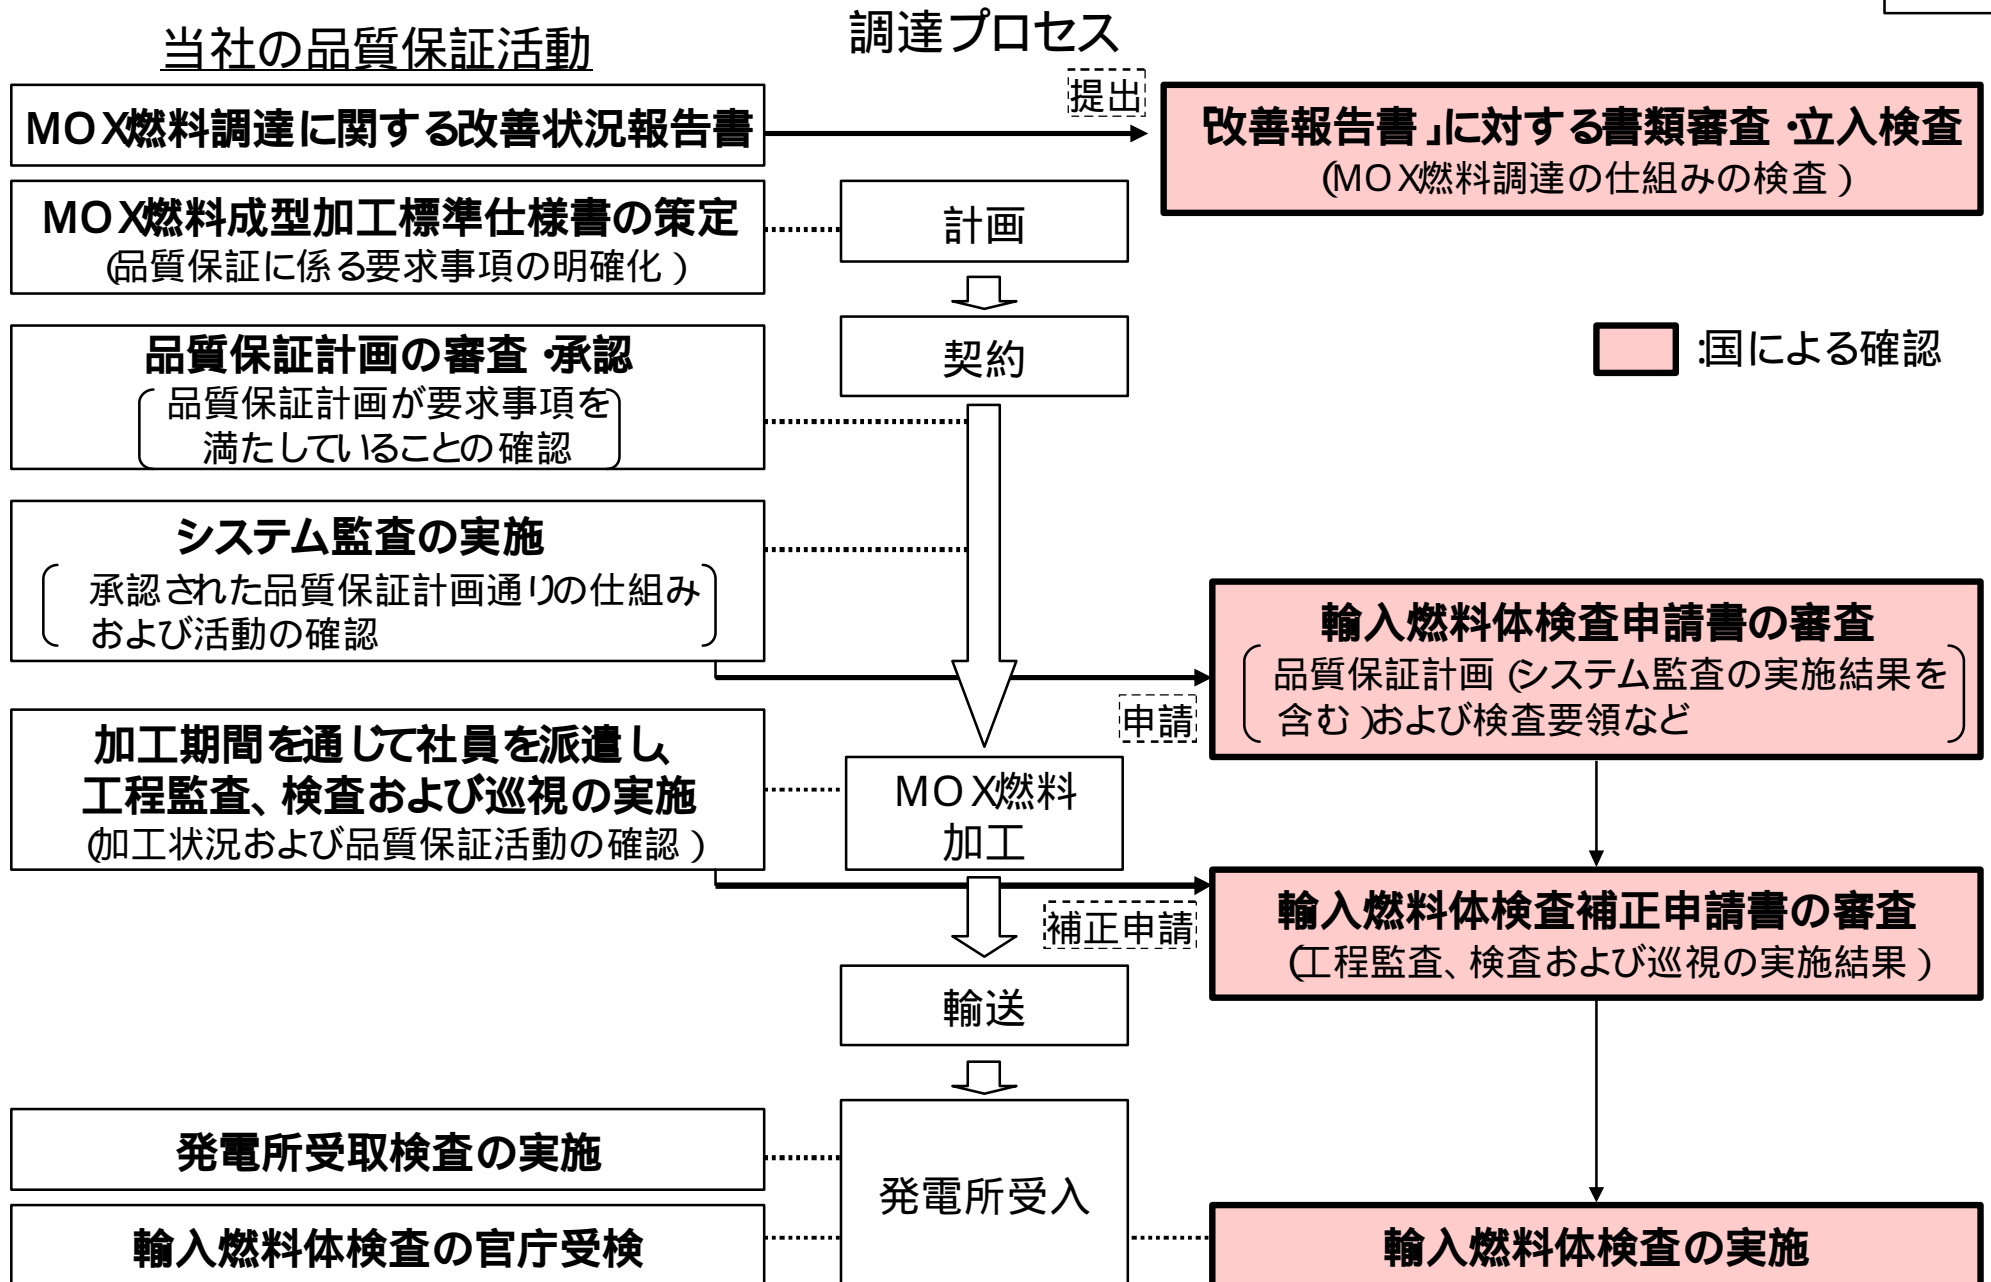 当社の品質保証活動
調達プロセス
MOX燃料調達に関する改善状況報告書
提出
「改善報告書」に対する書類審査・立入検査
(MOX燃料調達の仕組みの検査)
MOX燃料成型加工標準仕様書の策定
(品質保証に係る要求事項の明確化)
計画
品質保証計画の審査・承認
品質保証計画が要求事項を
満たしていることの確認
契約
:国による確認
システム監査の実施
承認された品質保証計画通りの仕組み
および活動の確認
輸入燃料体検査申請書の審査
品質保証計画(システム監査の実施結果を
含む)および検査要領など
申請
加工期間を通じて社員を派遣し、
工程監査、検査および巡視の実施
(加工状況および品質保証活動の確認)
MOX燃料
加工
補正申請
輸入燃料体検査補正申請書の審査
(工程監査、検査および巡視の実施結果)
輸送
発電所受取検査の実施
発電所受入
輸入燃料体検査の官庁受検
輸入燃料体検査の実施